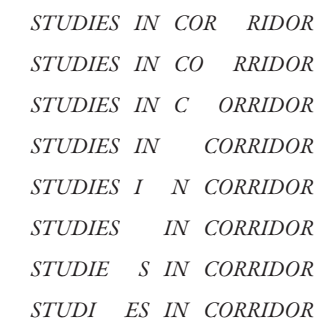 STUDIES IN COR RIDOR
STUDIES IN CO RRIDOR
STUDIES IN C ORRIDOR
STUDIES IN CORRIDOR
STUDIES I N CORRIDOR
STUDIES IN CORRIDOR
STUDIE S IN CORRIDOR
STUDI ES IN CORRIDOR